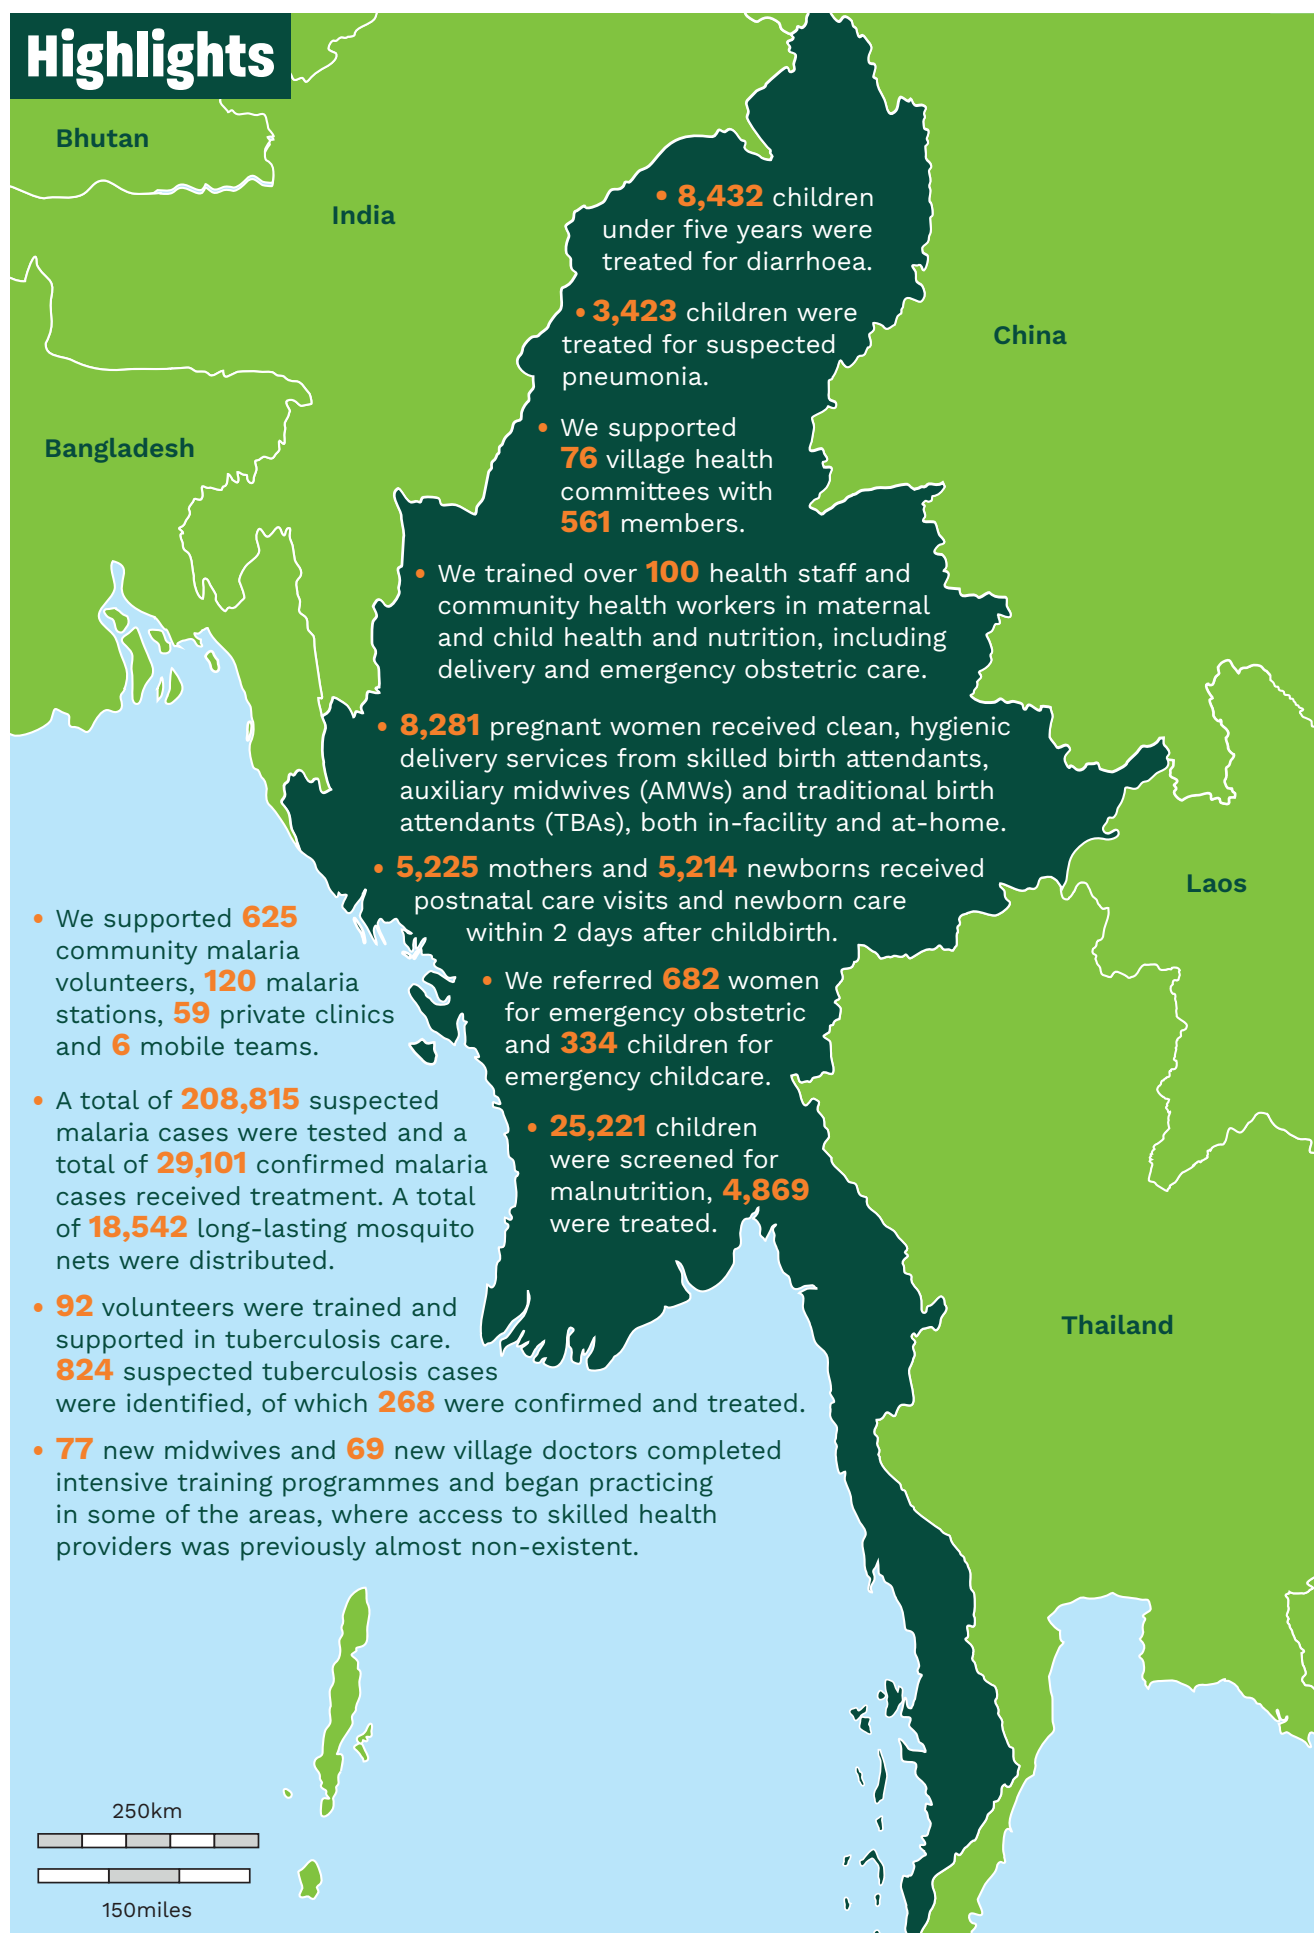 Highlights
Bhutan
India
China
Bangladesh
Laos
Thailand
• 8,432 children
under five years were
treated for diarrhoea.
• 3,423 children were
treated for suspected
pneumonia.
• We supported
76 village health
committees with
561 members.
• We trained over 100 health staff and
community health workers in maternal
and child health and nutrition, including
delivery and emergency obstetric care.
• 8,281 pregnant women received clean, hygienic
delivery services from skilled birth attendants,
auxiliary midwives (AMWs) and traditional birth
attendants (TBAs), both in-facility and at-home.
• 5,225 mothers and 5,214 newborns received
postnatal care visits and newborn care
within 2 days after childbirth.
• We referred 682 women
for emergency obstetric
and 334 children for
emergency childcare.
• 25,221 children
were screened for
malnutrition, 4,869
were treated.
• We supported 625
community malaria
volunteers, 120 malaria
stations, 59 private clinics
and 6 mobile teams.
• A total of 208,815 suspected
malaria cases were tested and a
total of 29,101 confirmed malaria
cases received treatment. A total
of 18,542 long-lasting mosquito
nets were distributed.
• 92 volunteers were trained and
supported in tuberculosis care.
824 suspected tuberculosis cases
were identified, of which 268 were confirmed and treated.
• 77 new midwives and 69 new village doctors completed
intensive training programmes and began practicing
in some of the areas, where access to skilled health
providers was previously almost non-existent.
250km
150miles